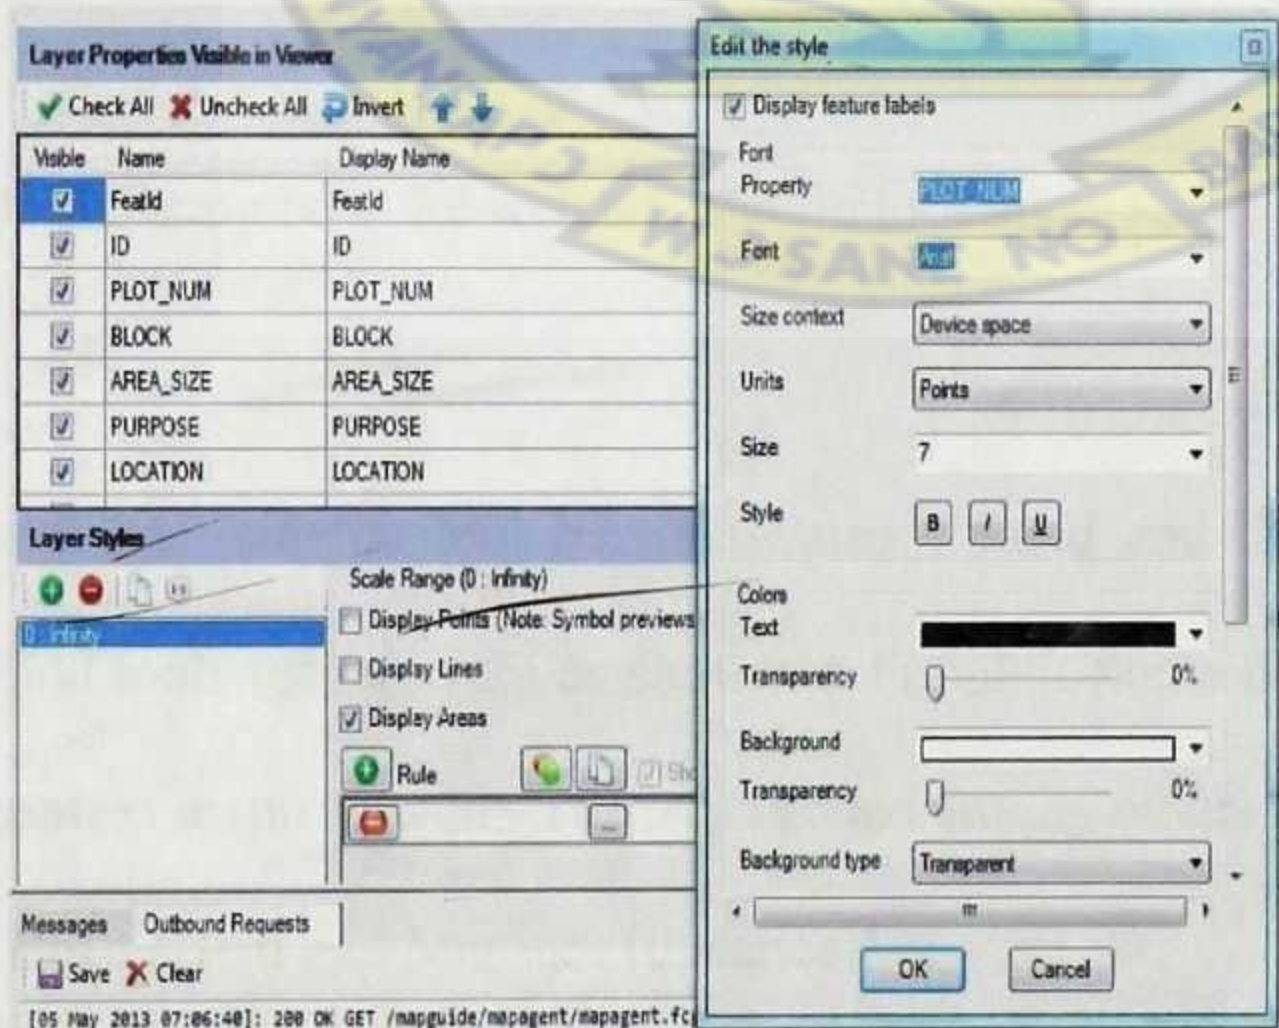 Layer Properties Visible in Viewer
Check All Uncheck All Invert
Visible Name Display Name
FeatId FeatId
ID ID
PLOT_NUM PLOT_NUM
BLOCK BLOCK
AREA_SIZE AREA_SIZE
PURPOSE PURPOSE
LOCATION LOCATION
Layer Styles
Scale Range (0 : Infinity)
0 : Infinity
Display Points (Note: Symbol previews
Display Lines
Display Areas
Rule
...
Messages Outbound Requests
Save Clear
[05 May 2013 07:06:40]: 200 OK GET /mapguide/mapagent/mapagent.fc
Edit the style
Display feature labels
Font
Property PLOT_NUM
Font Arial
Size context Device space
Units Points
Size 7
Style B I U
Colors
Text
Transparency 0%
Background
Transparency 0%
Background type Transparent
OK Cancel
SANE NO